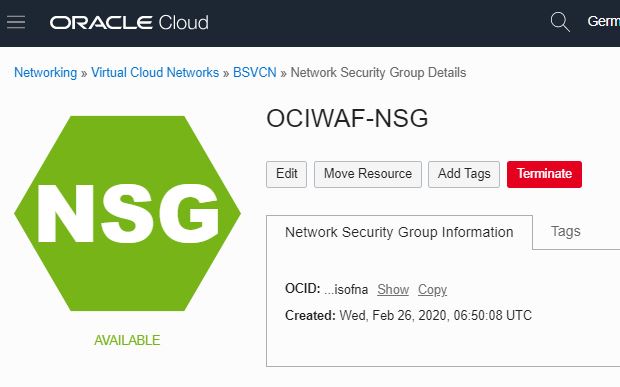 ORACLE Cloud
Germ
Networking » Virtual Cloud Networks » BSVCN » Network Security Group Details
NSG
AVAILABLE
OCIWAF-NSG
Edit
Move Resource
Add Tags
Terminate
Network Security Group Information
Tags
OCID: ...isofna Show Copy
Created: Wed, Feb 26, 2020, 06:50:08 UTC